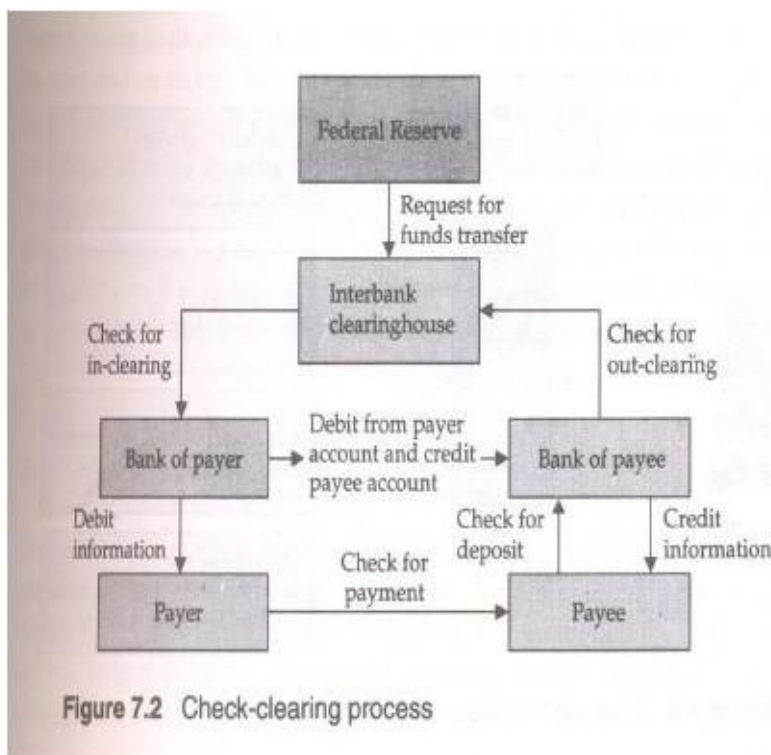 Federal Reserve
Request for
funds transfer
Interbank
clearinghouse
Check for
in-clearing
Check for
out-clearing
Bank of payer
Debit from payer
account and credit
payee account
Bank of payee
Debit
information
Check for
deposit
Credit
information
Payer
Check for
payment
Payee
Figure 7.2 Check-clearing process